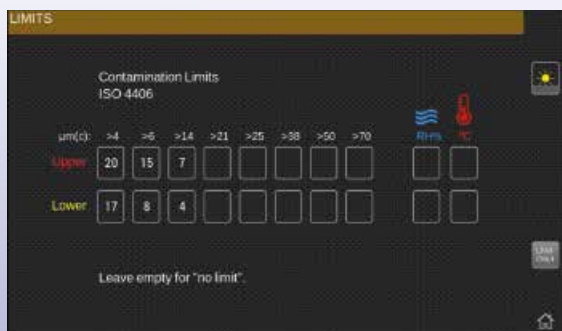 LIMITS
Contamination Limits
ISO 4406
µm(c): >4 >6 >14 >21 >25 >38 >50 >70 RH% °C
Upper 20 15 7
Lower 17 8 4
Leave empty for "no limit".